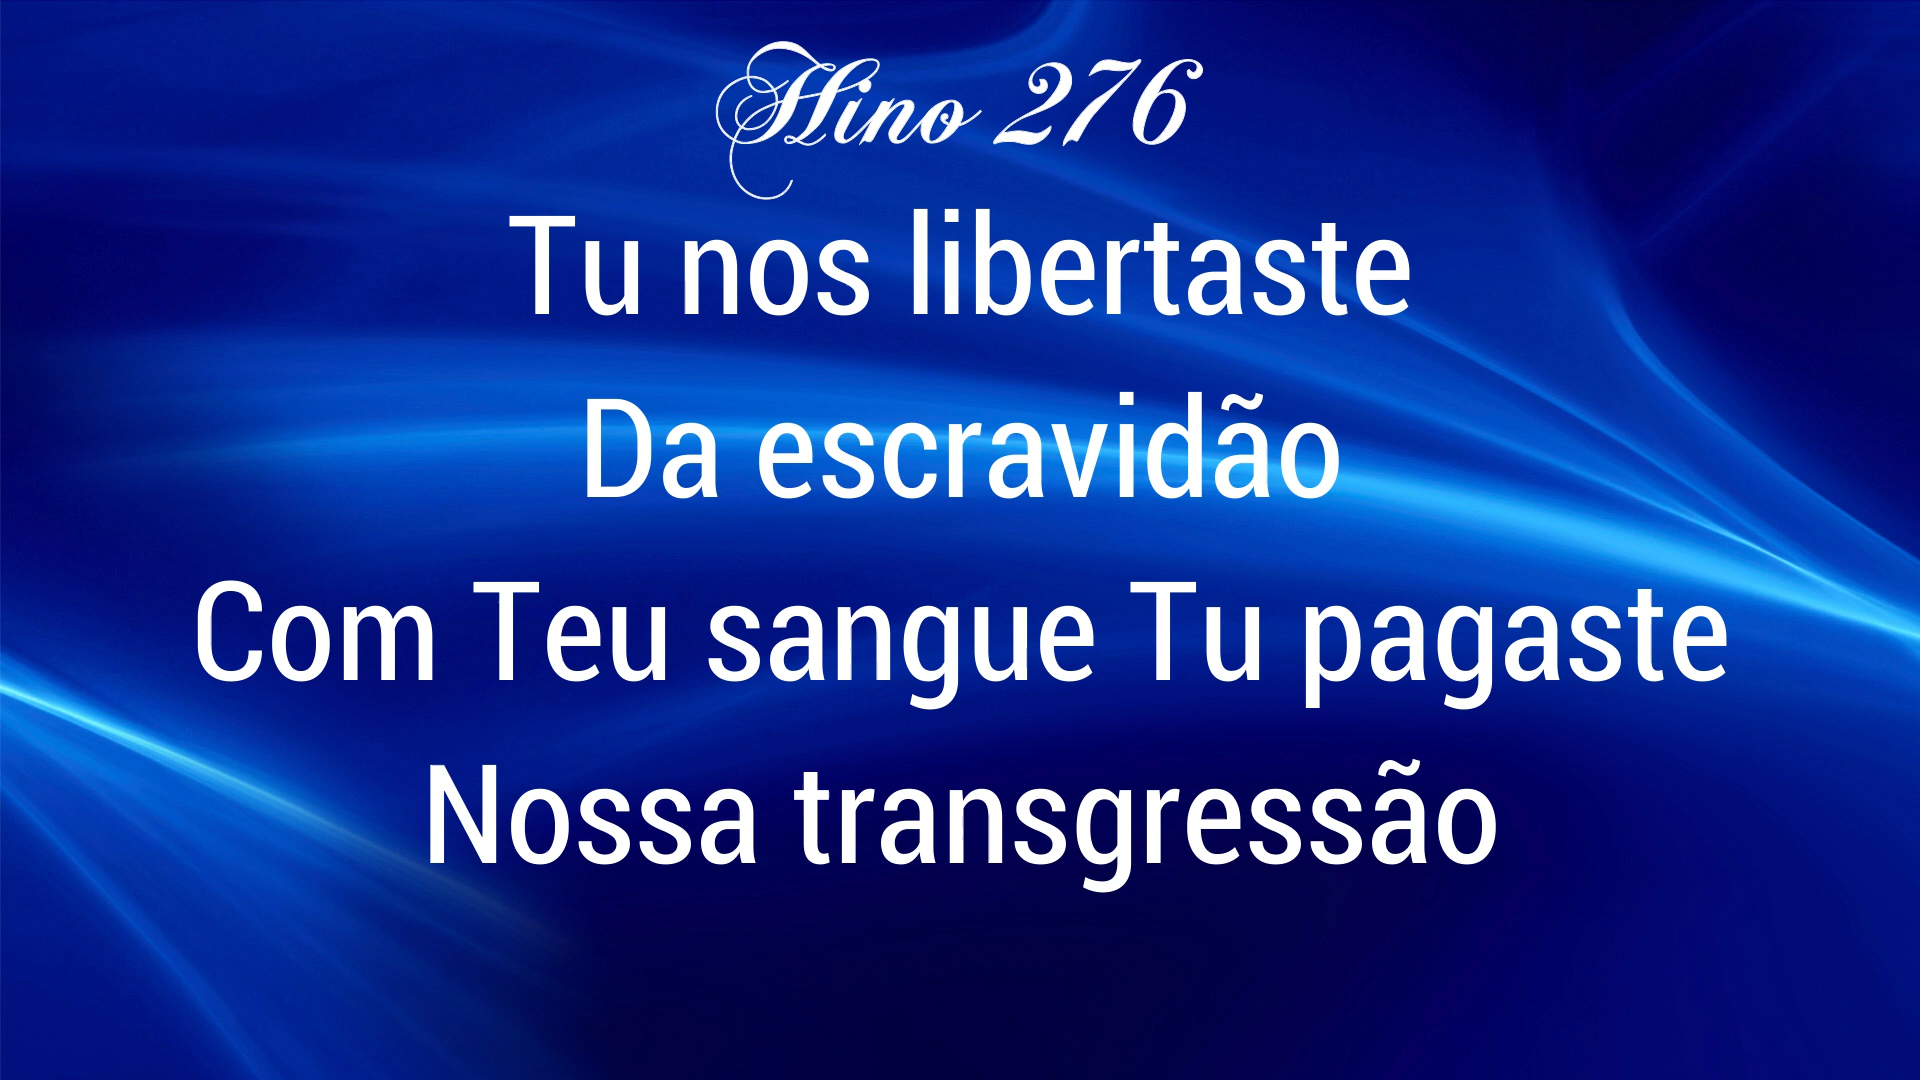 Hino 276
Tu nos libertaste
Da escravidão
Com Teu sangue Tu pagaste
Nossa transgressão